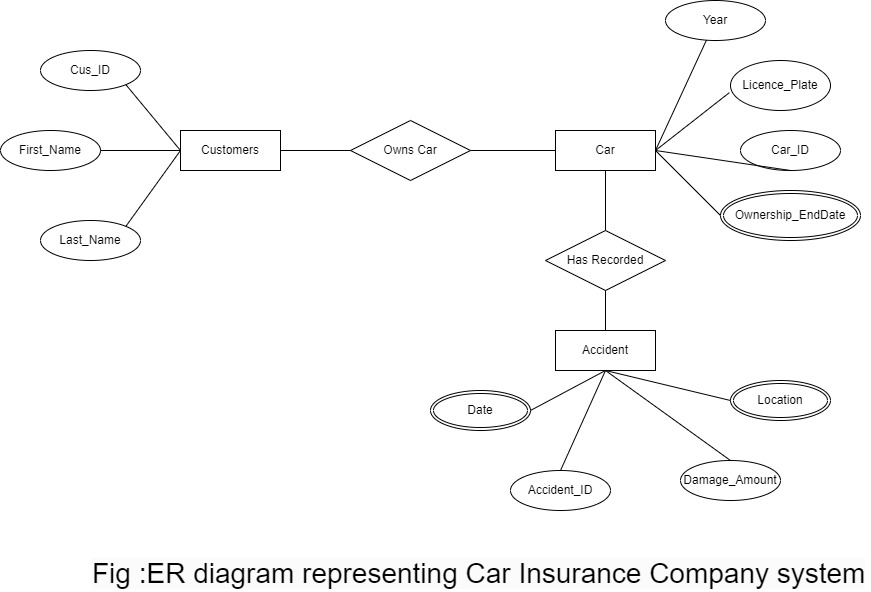 Year
Cus_ID
Licence_Plate
First_Name
Customers
Owns Car
Car
Car_ID
Ownership_EndDate
Last_Name
Has Recorded
Accident
Date
Location
Accident_ID
Damage_Amount
Fig :ER diagram representing Car Insurance Company system